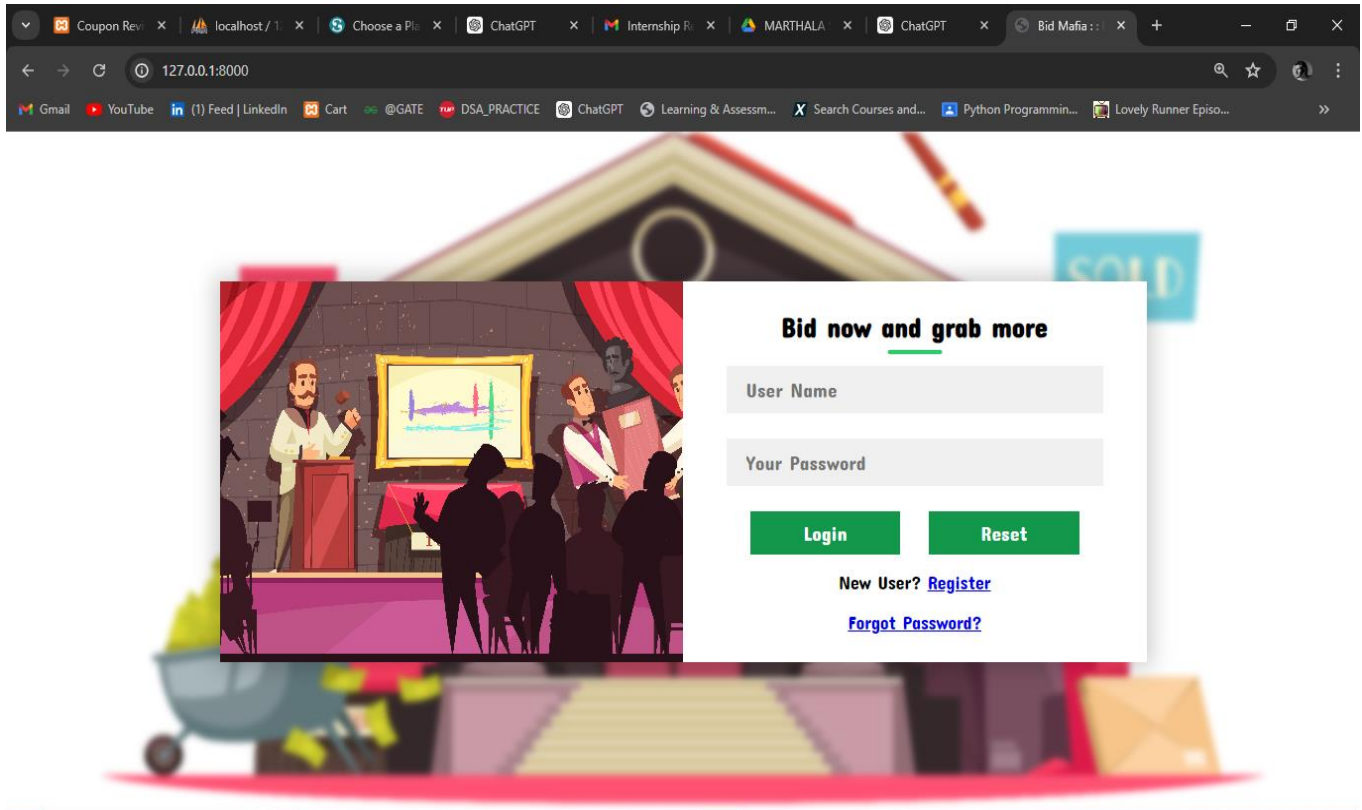 Coupon Revi
localhost / 1
Choose a Pla
ChatGPT
Internship R
MARTHALA
ChatGPT
Bid Mafia : :
127.0.0.1:8000
Gmail
YouTube
in (1) Feed | LinkedIn
Cart
@GATE
TUF DSA_PRACTICE
ChatGPT
Learning & Assessm...
X Search Courses and...
Python Programmin...
Lovely Runner Episo...
SOLD
Bid now and grab more
User Name
Your Password
Login
Reset
New User? Register
Forgot Password?